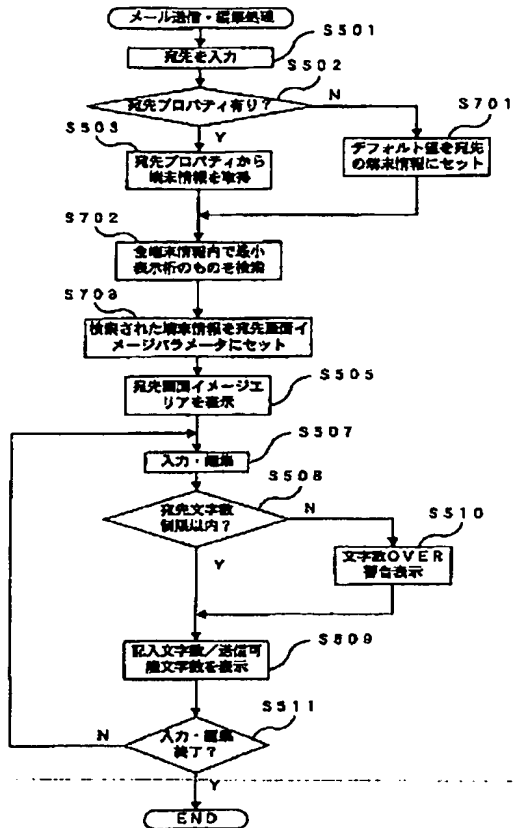 メール送信・編集処理
S501
宛先を入力
S502
宛先プロパティ有り?
N
Y
S701
デフォルト値を宛先
の端末情報にセット
S503
宛先プロパティから
端末情報を取得
S702
全端末情報内で最小
表示桁のものを検索
S703
検索された端末情報を宛先画面イ
メージパラメータにセット
S505
宛先画面イメージエ
リアを表示
S507
入力・編集
S508
宛先文字数
制限以内?
N
Y
S510
文字数OVER
警告表示
S509
記入文字数/送信可
能文字数を表示
S511
入力・編集
終了?
N
Y
END